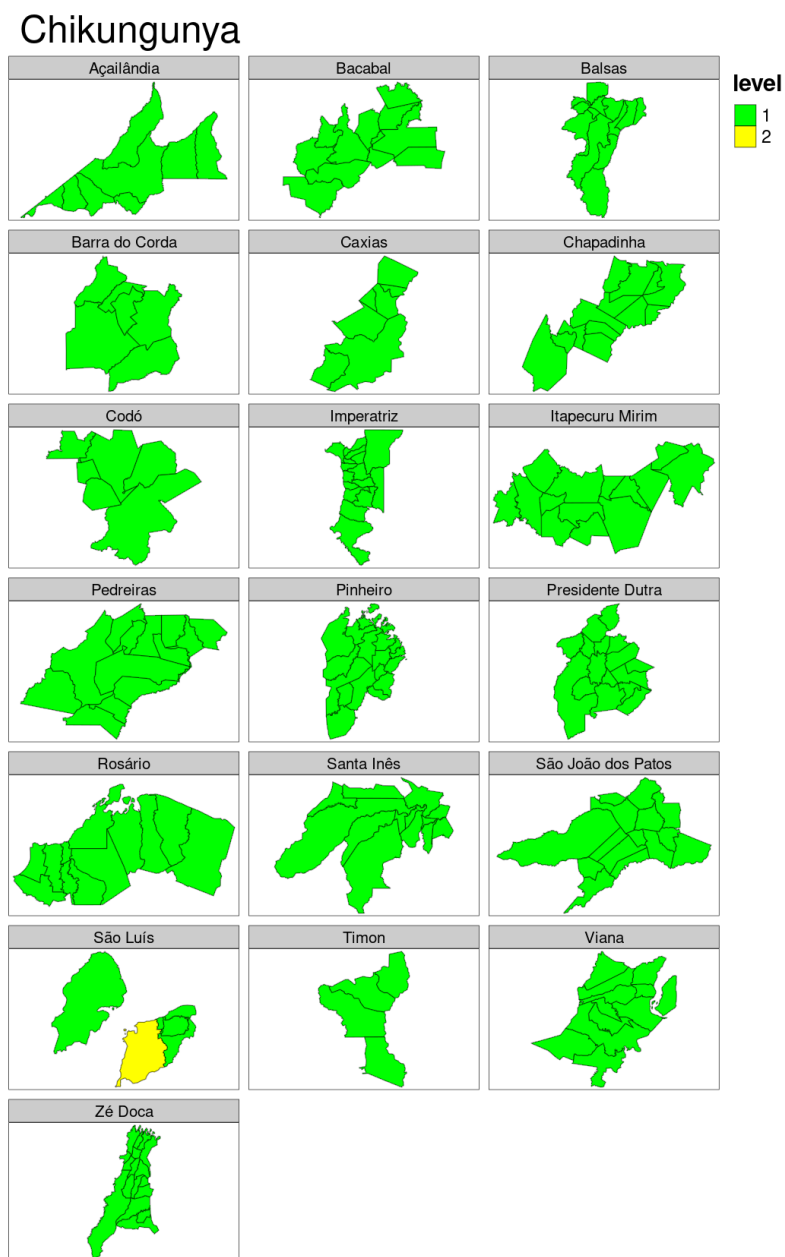 Chikungunya
Açailândia
Bacabal
Balsas
level
1
2
Barra do Corda
Caxias
Chapadinha
Codó
Imperatriz
Itapecuru Mirim
Pedreiras
Pinheiro
Presidente Dutra
Rosário
Santa Inês
São João dos Patos
São Luís
Timon
Viana
Zé Doca